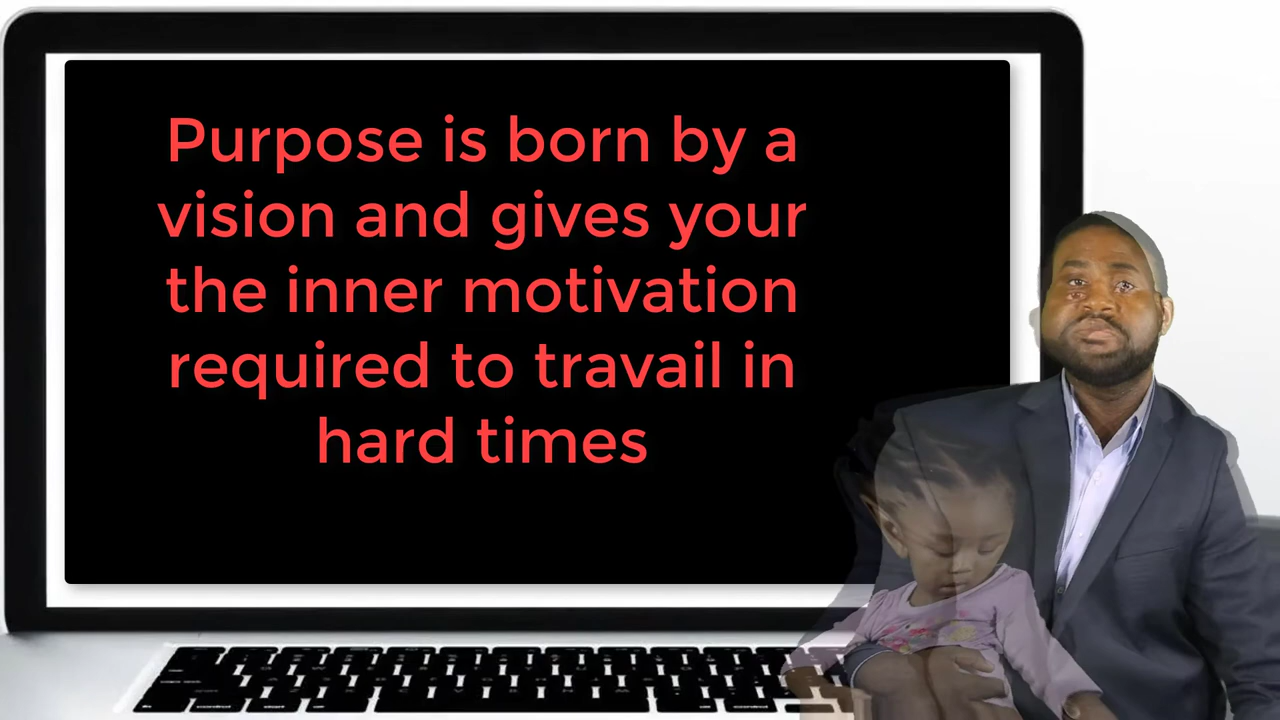 Purpose is born by a
vision and gives your
the inner motivation
required to travail in
hard times